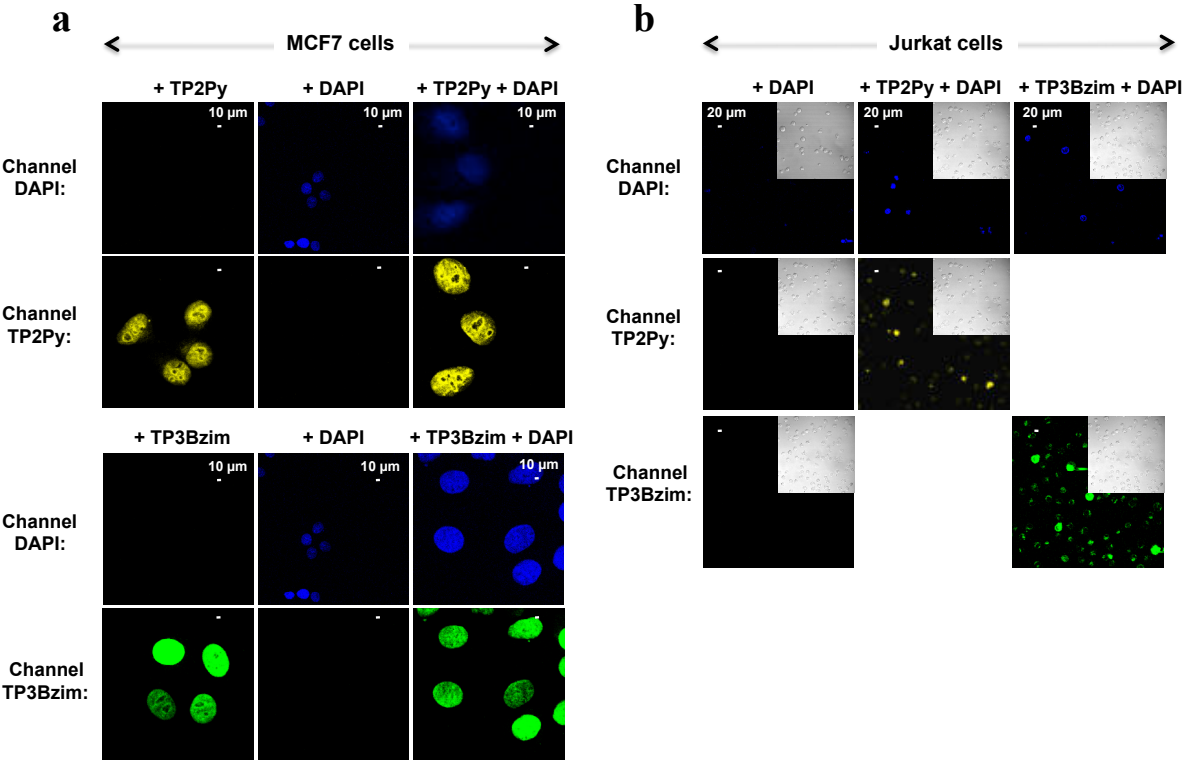 a
MCF7 cells
+ TP2Py + DAPI + TP2Py + DAPI
10 µm 10 µm 10 µm
Channel
DAPI:
Channel
TP2Py:
+ TP3Bzim + DAPI + TP3Bzim + DAPI
10 µm 10 µm 10 µm
Channel
DAPI:
Channel
TP3Bzim:
b
Jurkat cells
+ DAPI + TP2Py + DAPI + TP3Bzim + DAPI
20 µm 20 µm 20 µm
Channel
DAPI:
Channel
TP2Py:
Channel
TP3Bzim: